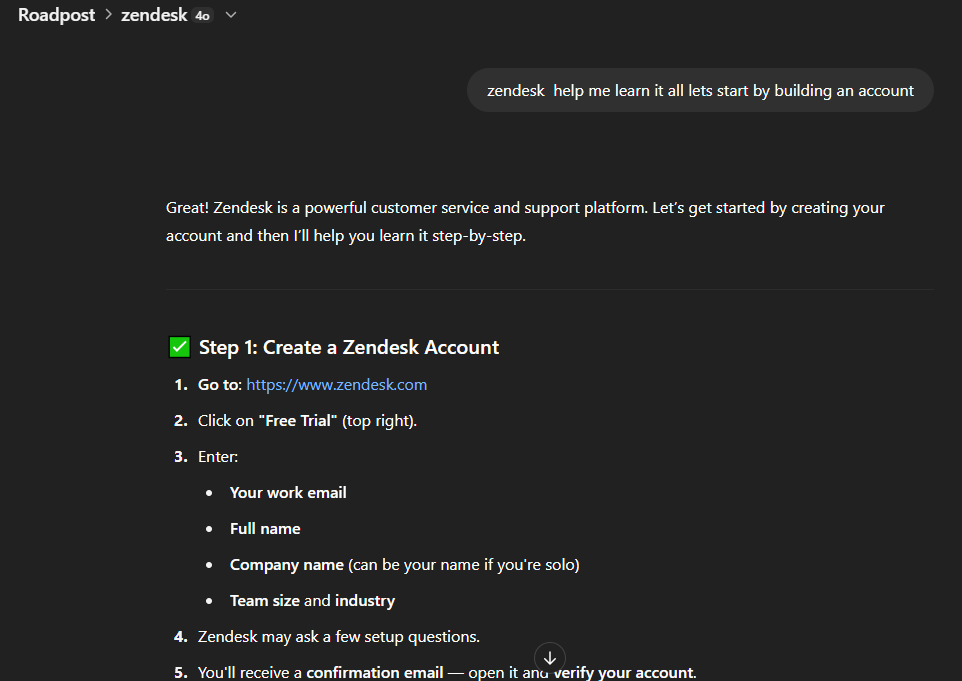 Roadpost > zendesk 4o
zendesk  help me learn it all lets start by building an account
Great! Zendesk is a powerful customer service and support platform. Let’s get started by creating your
account and then I’ll help you learn it step-by-step.
✅ Step 1: Create a Zendesk Account
1. Go to: https://www.zendesk.com
2. Click on "Free Trial" (top right).
3. Enter:
• Your work email
• Full name
• Company name (can be your name if you're solo)
• Team size and industry
4. Zendesk may ask a few setup questions.
5. You'll receive a confirmation email — open it and verify your account.